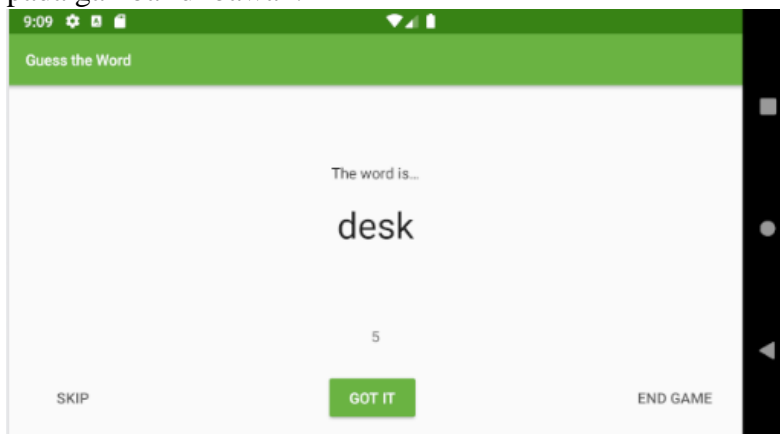 9:09
Guess the Word
The word is...
desk
5
SKIP GOT IT END GAME